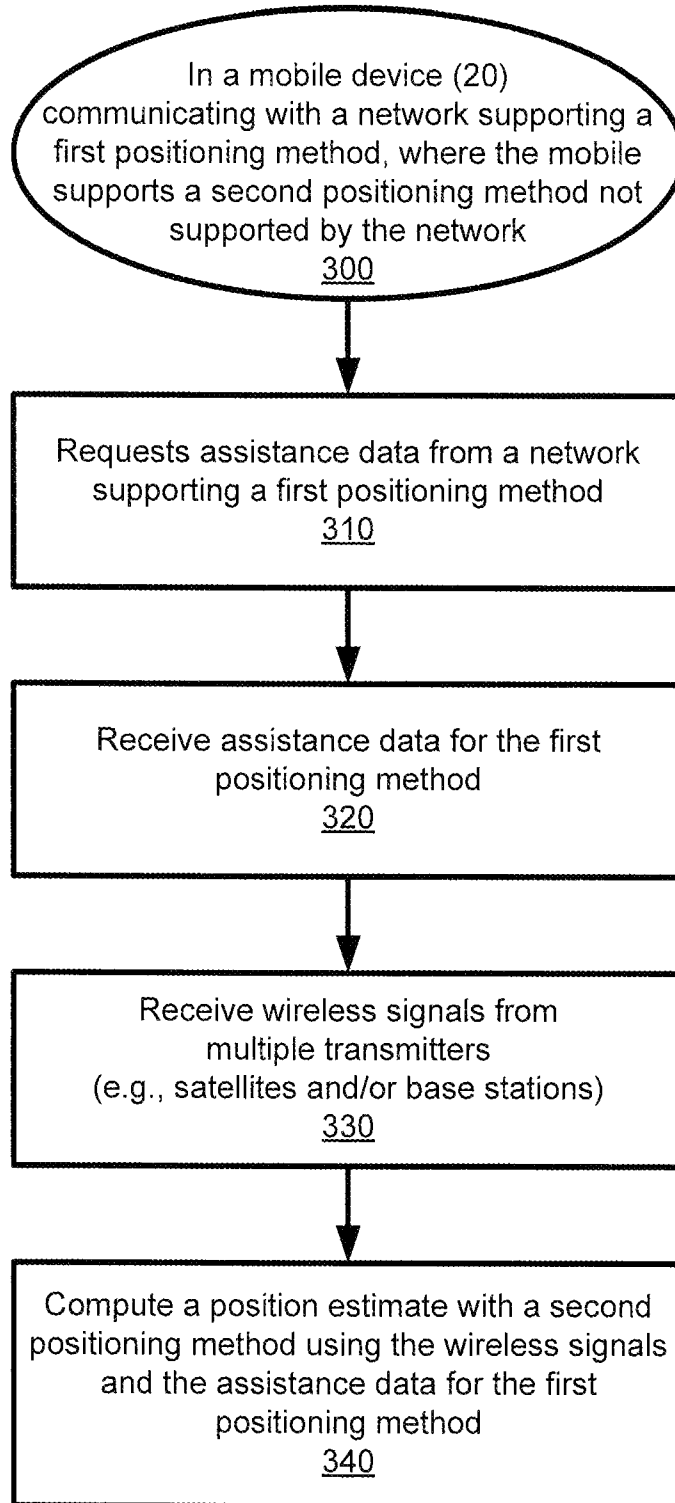 In a mobile device (20)
communicating with a network supporting a
first positioning method, where the mobile
supports a second positioning method not
supported by the network
300
Requests assistance data from a network
supporting a first positioning method
310
Receive assistance data for the first
positioning method
320
Receive wireless signals from
multiple transmitters
(e.g., satellites and/or base stations)
330
Compute a position estimate with a second
positioning method using the wireless signals
and the assistance data for the first
positioning method
340